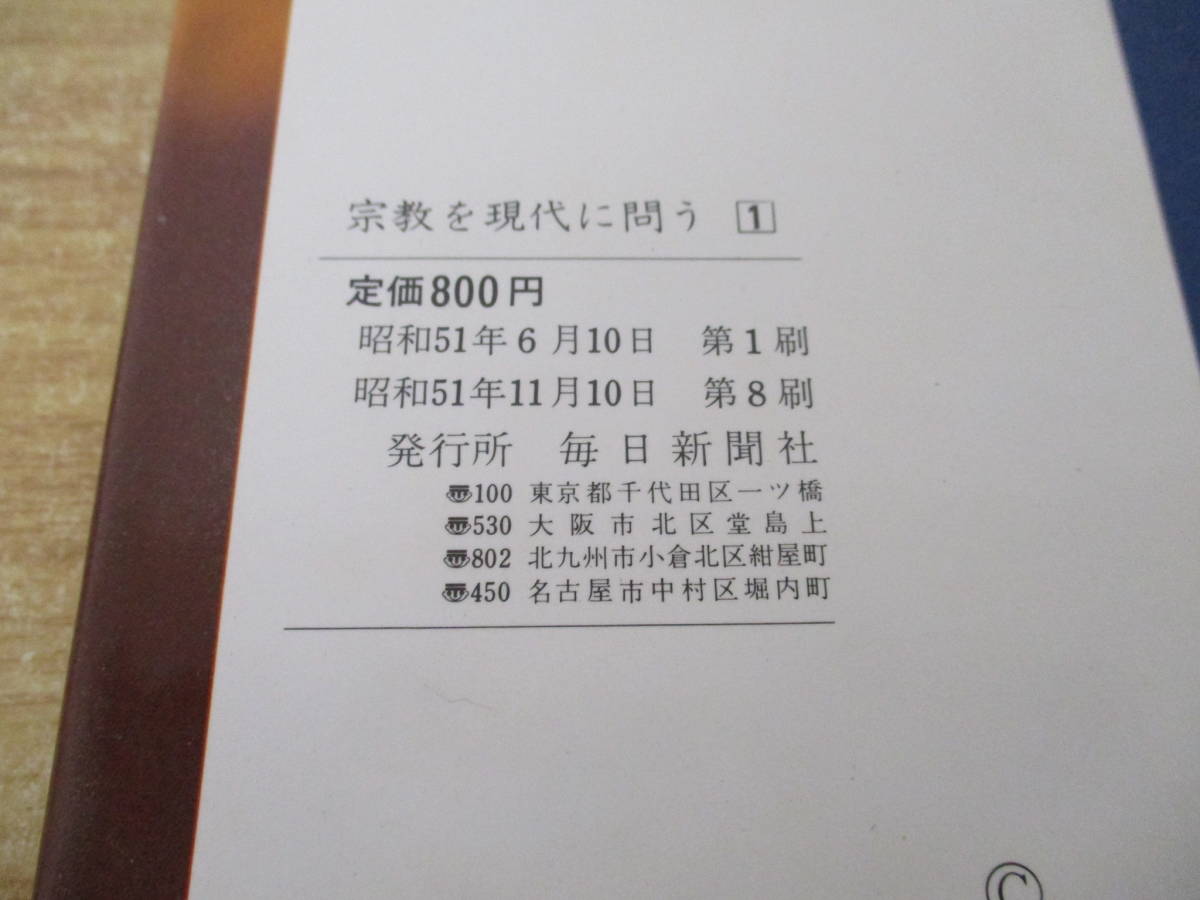 宗教を現代に問う 1
定価800円
昭和51年6月10日 第1刷
昭和51年11月10日 第8刷
発行所 毎日新聞社
〠100 東京都千代田区一ツ橋
〠530 大阪市北区堂島上
〠802 北九州市小倉北区紺屋町
〠450 名古屋市中村区堀内町
©